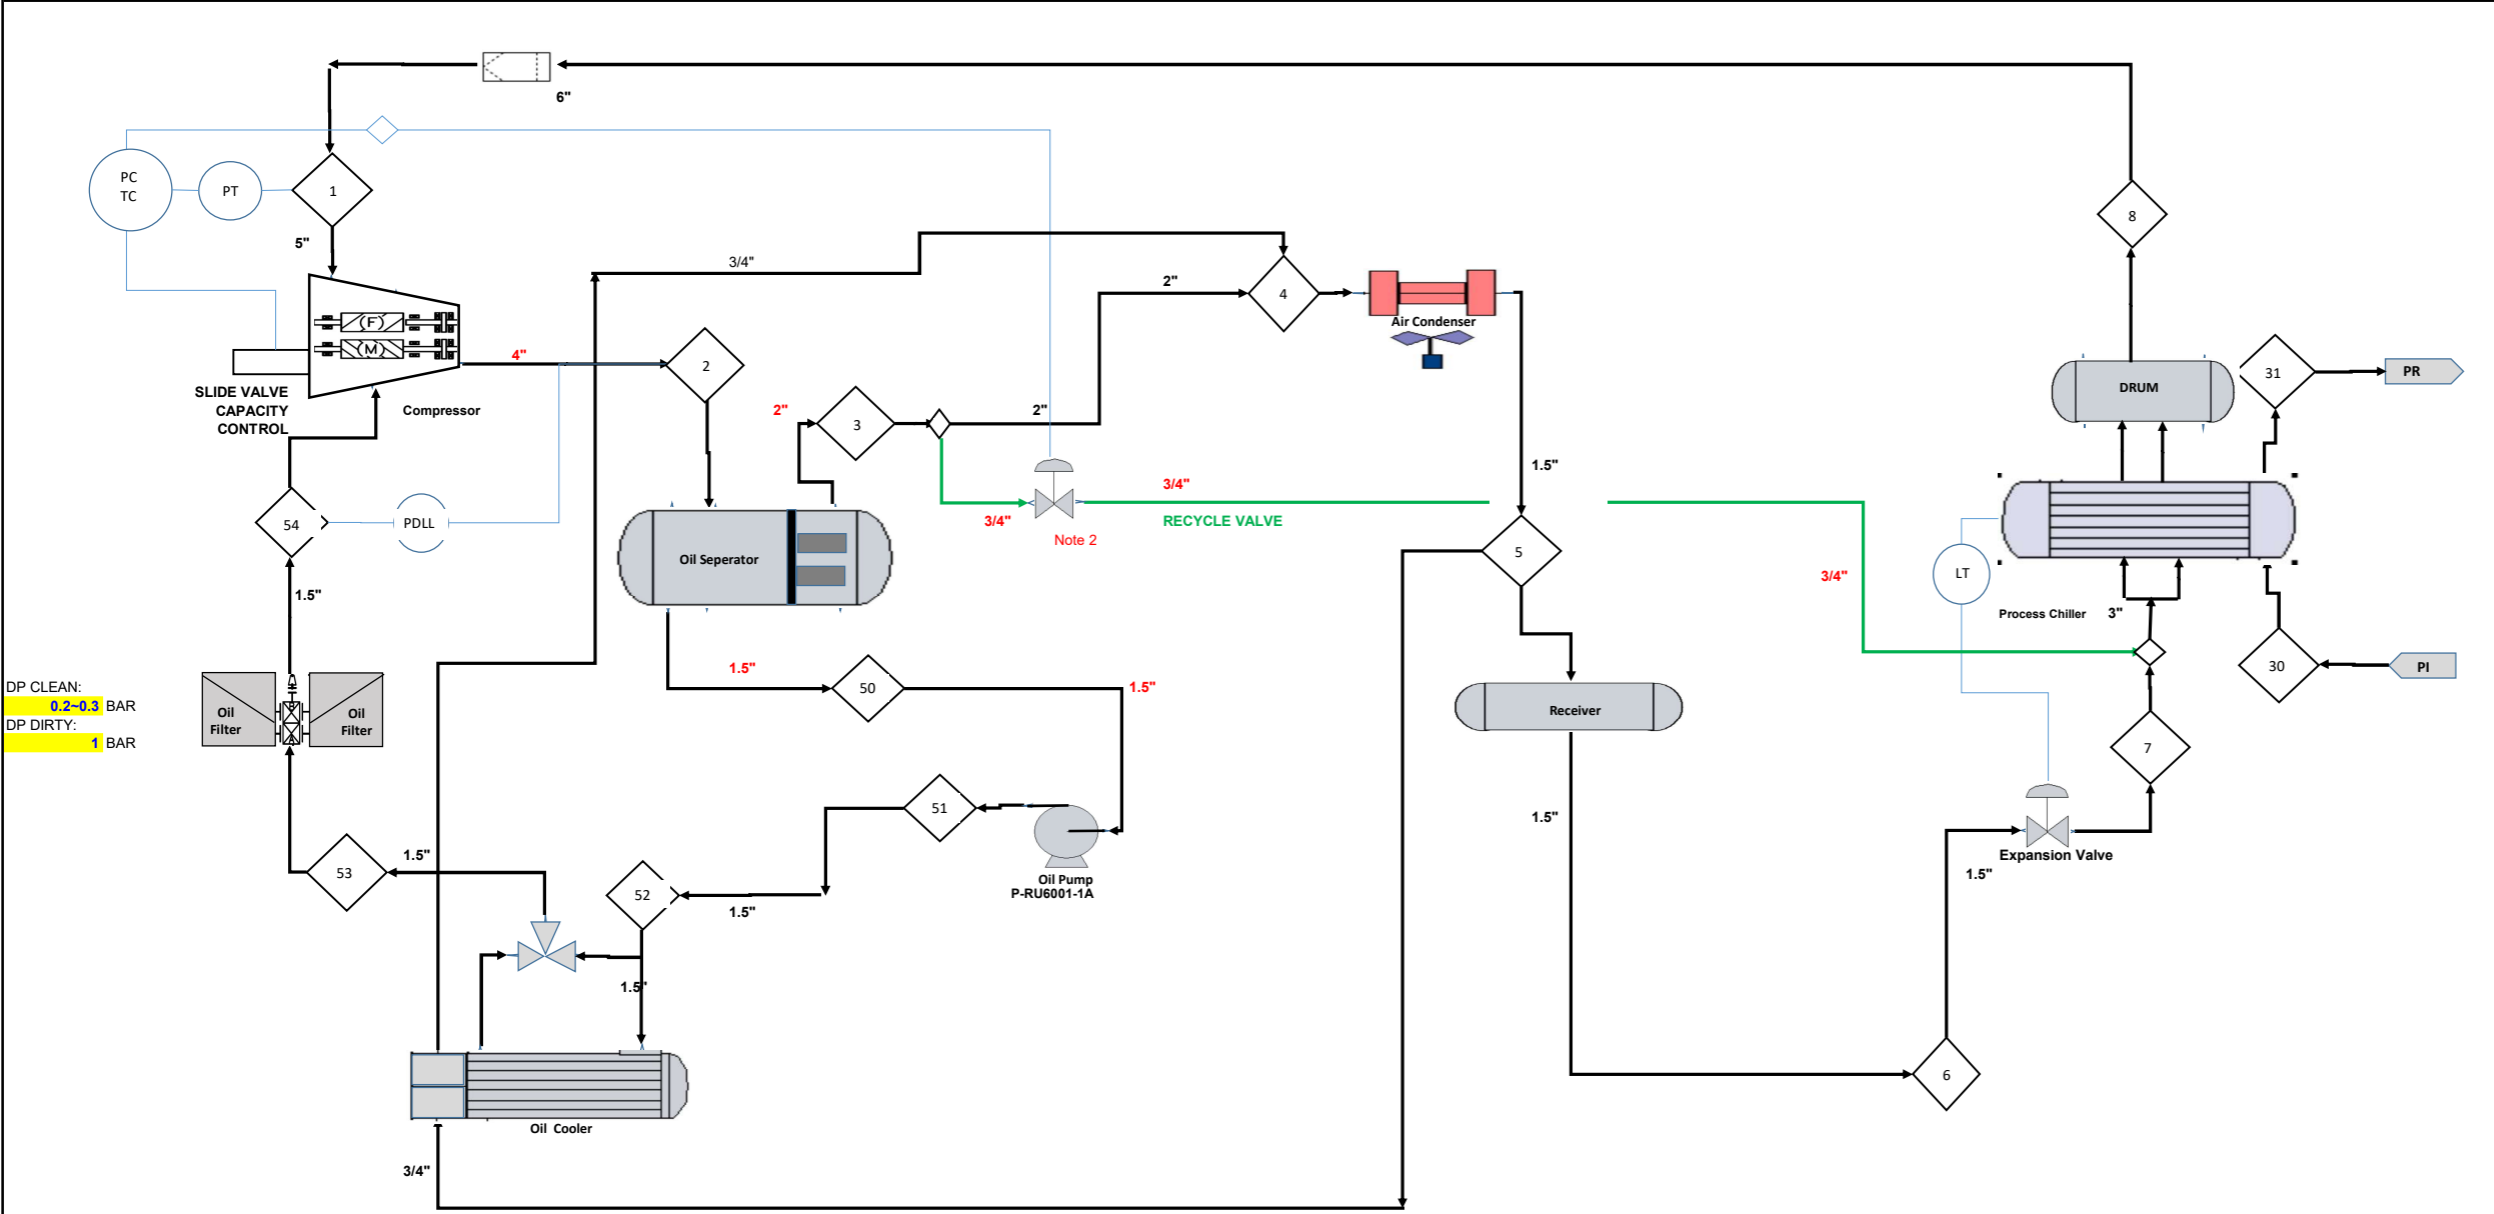 6"
PC
TC
PT
1
8
5"
3/4"
2"
4
(F)
(M)
Air Condenser
4"
2
31
PR
DRUM
SLIDE VALVE
CAPACITY
CONTROL
Compressor
2"
3
2"
1.5"
3/4"
3/4"
RECYCLE VALVE
Note 2
54
PDLL
Oil Seperator
5
3/4"
LT
1.5"
Process Chiller
3"
1.5"
50
1.5"
30
PI
DP CLEAN:
0.2~0.3 BAR
DP DIRTY:
1 BAR
Oil
Filter
Oil
Filter
Receiver
7
51
1.5"
Oil Pump
P-RU6001-1A
Expansion Valve
1.5"
53
1.5"
52
1.5"
1.5"
6
Oil Cooler
3/4"